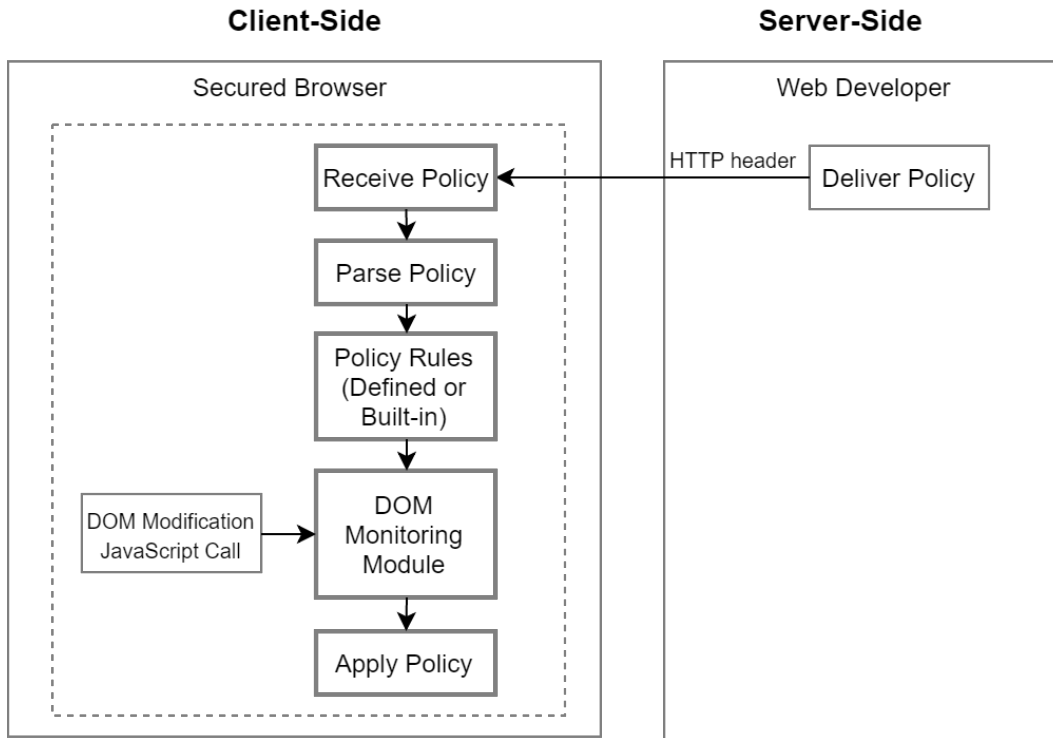 Client-Side
Server-Side
Secured Browser
Web Developer
Receive Policy
HTTP header
Deliver Policy
Parse Policy
Policy Rules
(Defined or
Built-in)
DOM Modification
JavaScript Call
DOM
Monitoring
Module
Apply Policy